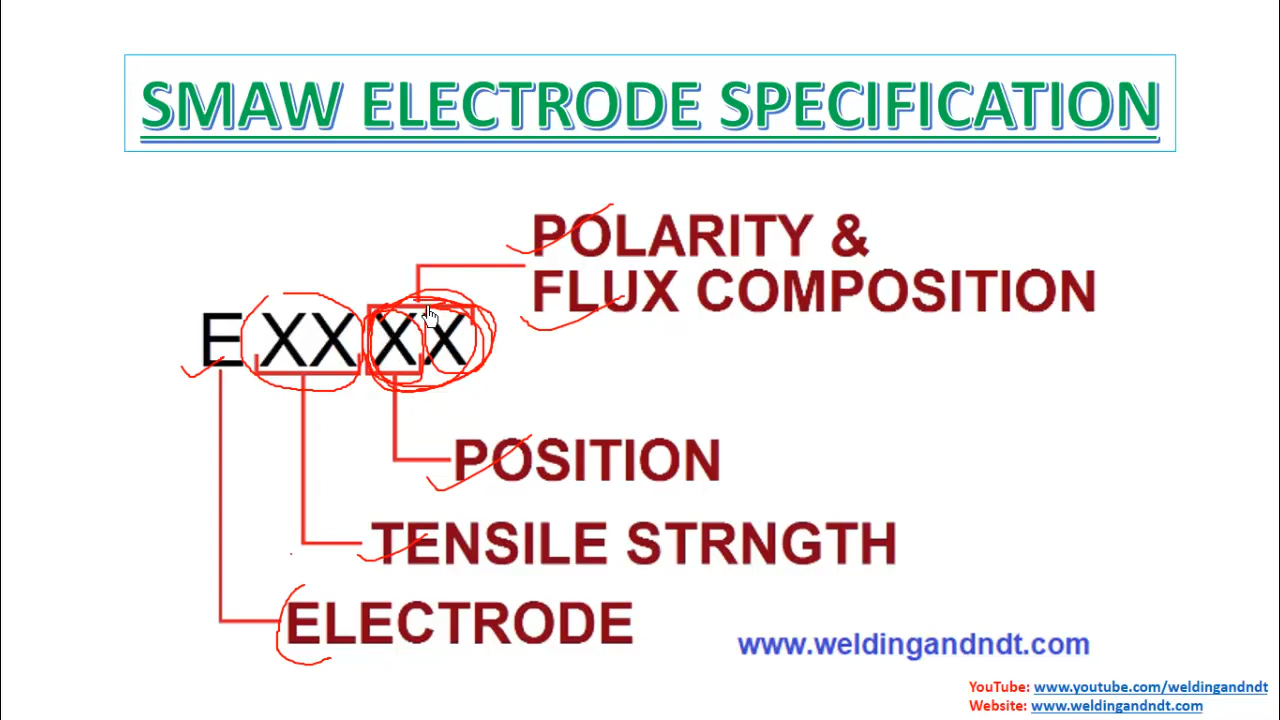 SMAW ELECTRODE SPECIFICATION
POLARITY &
FLUX COMPOSITION
E XX X X
POSITION
TENSILE STRNGTH
ELECTRODE
www.weldingandndt.com
YouTube: www.youtube.com/weldingandndt
Website: www.weldingandndt.com